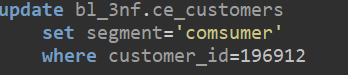 update bl_3nf.ce_customers
    set segment='comsumer'
    where customer_id=196912